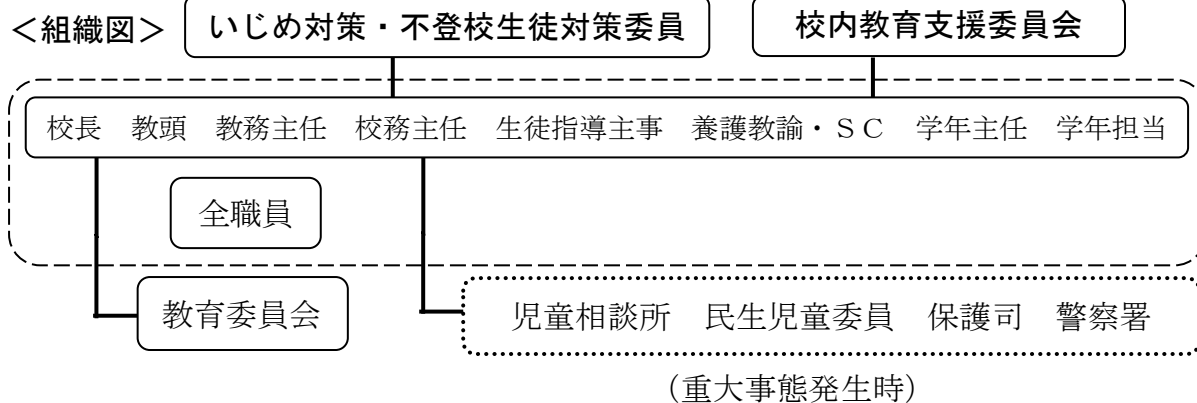 ＜組織図＞ いじめ対策・不登校生徒対策委員 校内教育支援委員会
校長 教頭 教務主任 校務主任 生徒指導主事 養護教諭・ＳＣ 学年主任 学年担当
全職員
教育委員会 児童相談所 民生児童委員 保護司 警察署
（重大事態発生時）